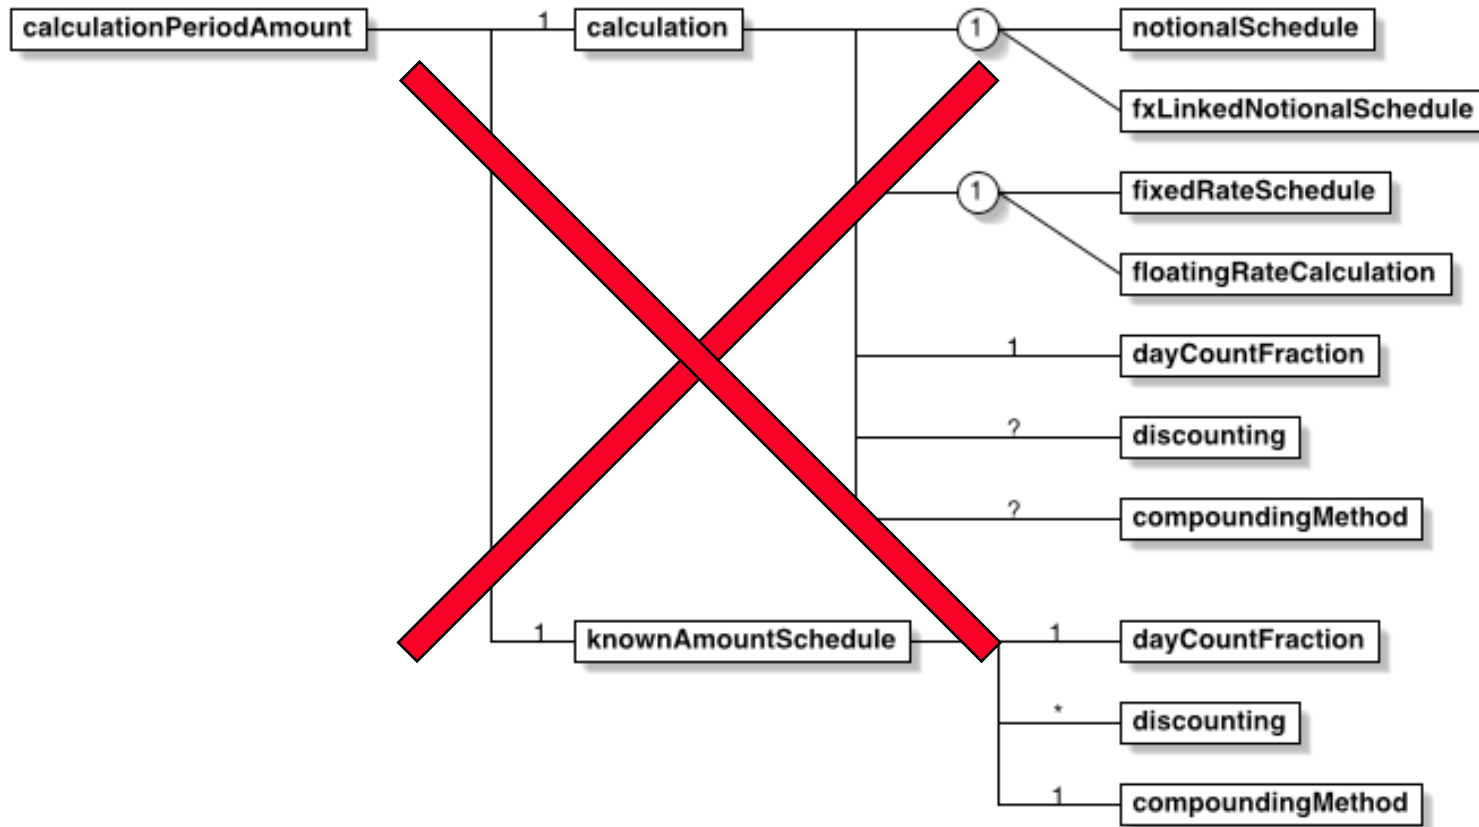 calculationPeriodAmount 1 calculation 1 notionalSchedule
fxLinkedNotionalSchedule
1 fixedRateSchedule
floatingRateCalculation
1 dayCountFraction
? discounting
? compoundingMethod
1 knownAmountSchedule 1 dayCountFraction
* discounting
1 compoundingMethod